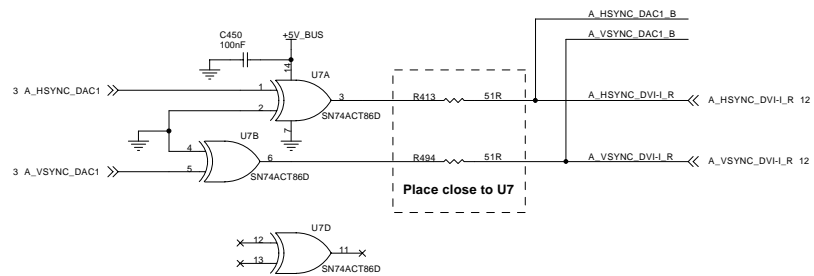 A_HSYNC_DAC1_B
C450
100nF
+5V_BUS
A_VSYNC_DAC1_B
14
U7A
3 A_HSYNC_DAC1
1
2
3
R413
51R
A_HSYNC_DVI-I_R
A_HSYNC_DVI-I_R 12
SN74ACT86D
7
U7B
4
5
6
3 A_VSYNC_DAC1
R494
51R
A_VSYNC_DVI-I_R
A_VSYNC_DVI-I_R 12
SN74ACT86D
Place close to U7
U7D
12
11
13
SN74ACT86D